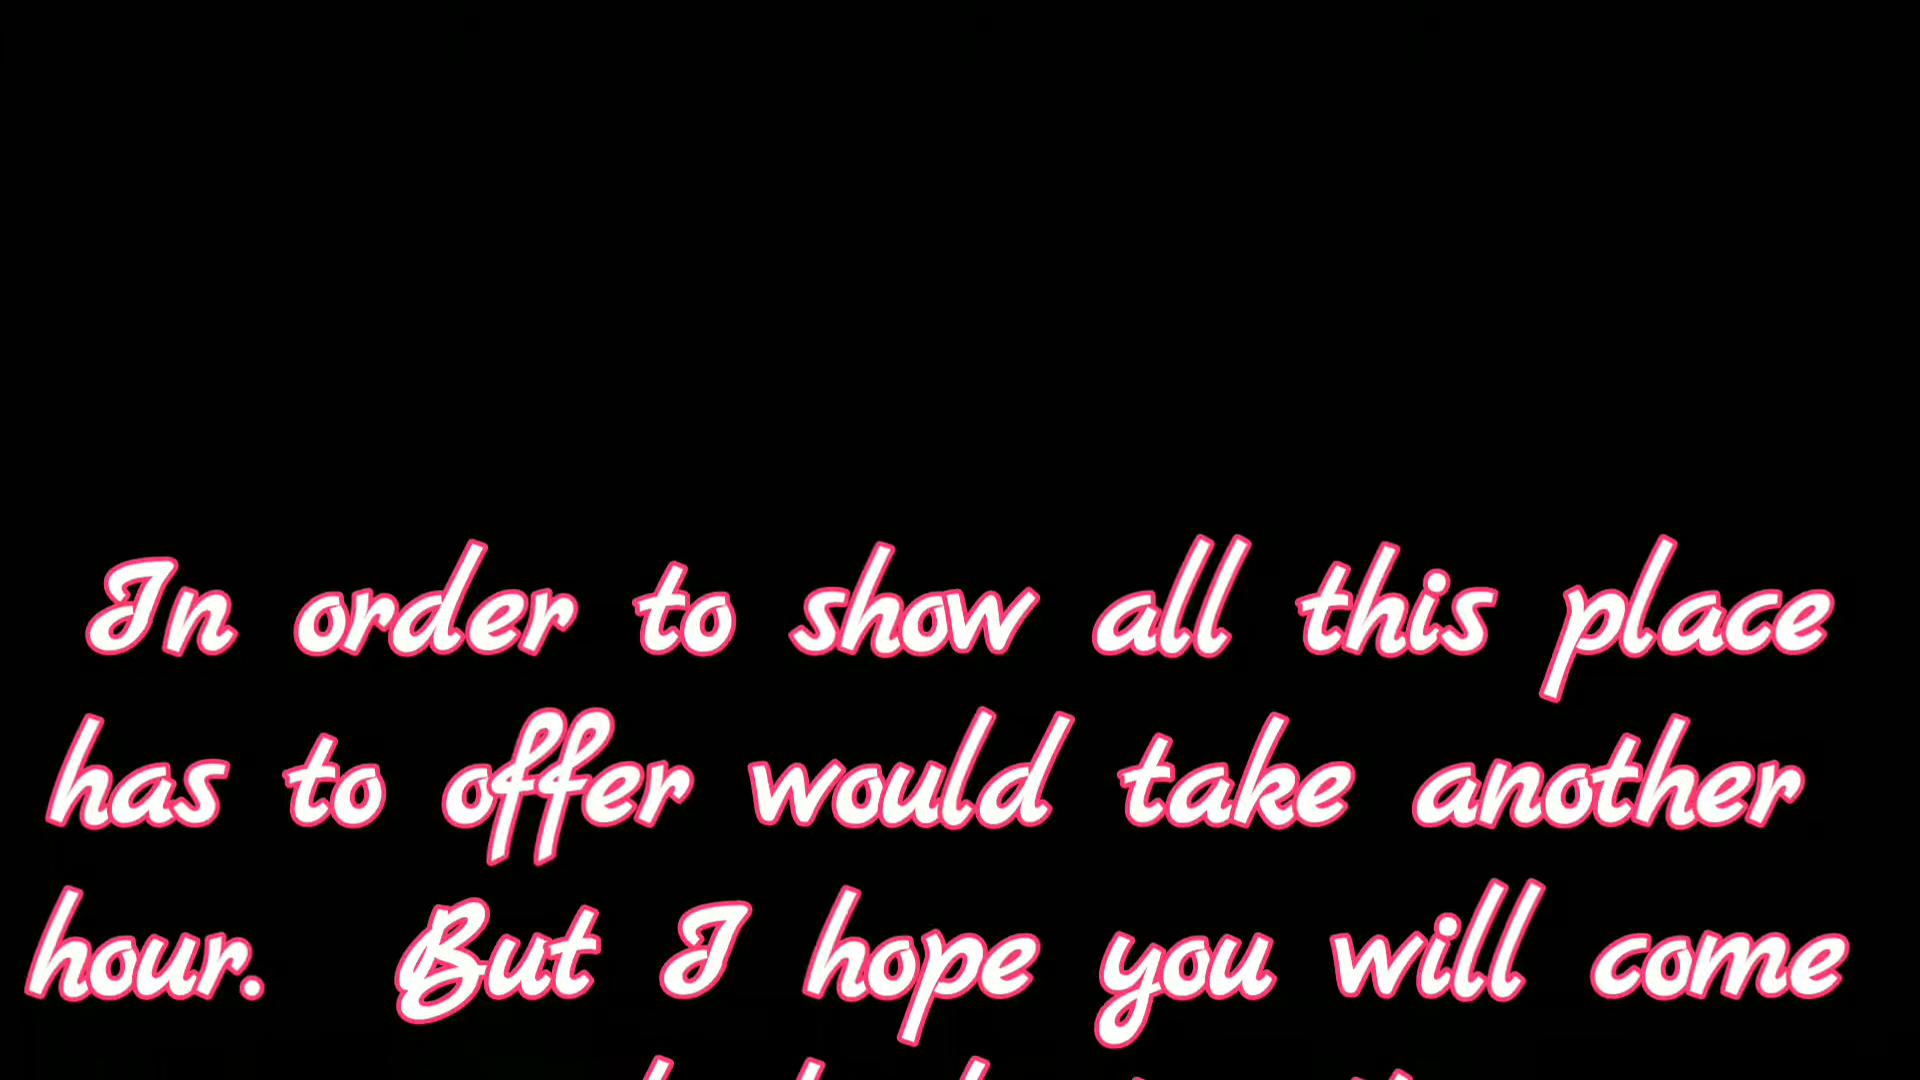 In order to show all this place
has to offer would take another
hour. But I hope you will come